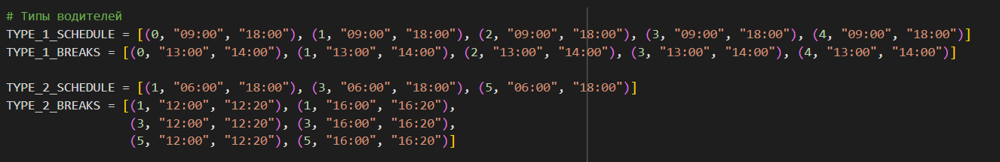 # Типы водителей
TYPE_1_SCHEDULE = [(0, "09:00", "18:00"), (1, "09:00", "18:00"), (2, "09:00", "18:00"), (3, "09:00", "18:00"), (4, "09:00", "18:00")]
TYPE_1_BREAKS = [(0, "13:00", "14:00"), (1, "13:00", "14:00"), (2, "13:00", "14:00"), (3, "13:00", "14:00"), (4, "13:00", "14:00")]
TYPE_2_SCHEDULE = [(1, "06:00", "18:00"), (3, "06:00", "18:00"), (5, "06:00", "18:00")]
TYPE_2_BREAKS = [(1, "12:00", "12:20"), (1, "16:00", "16:20"),
(3, "12:00", "12:20"), (3, "16:00", "16:20"),
(5, "12:00", "12:20"), (5, "16:00", "16:20")]